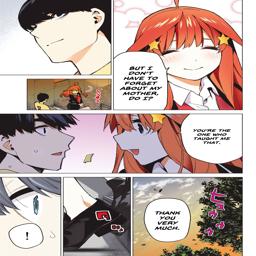 BUT I
DON'T
HAVE TO
FORGET
ABOUT MY
MOTHER,
DO I?
YOU'RE THE
ONE WHO
TAUGHT ME
THAT.
!
THANK
YOU
VERY
MUCH.